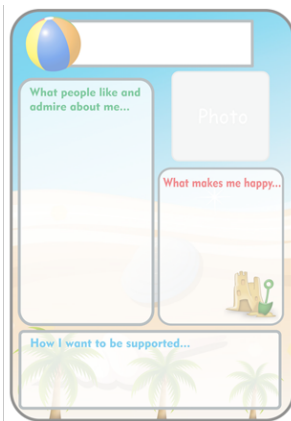 What people like and
admire about me...
Photo
What makes me happy...
How I want to be supported...